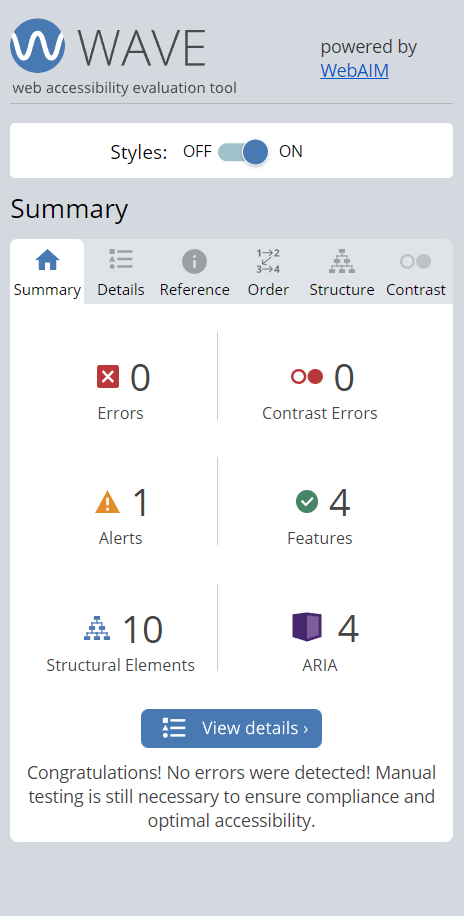 WAVE
web accessibility evaluation tool
powered by
WebAIM
Styles: OFF ON
Summary
1→2
3→4
Summary Details Reference Order Structure Contrast
0
Errors
0
Contrast Errors
1
Alerts
4
Features
10
Structural Elements
4
ARIA
View details ›
Congratulations! No errors were detected! Manual
testing is still necessary to ensure compliance and
optimal accessibility.